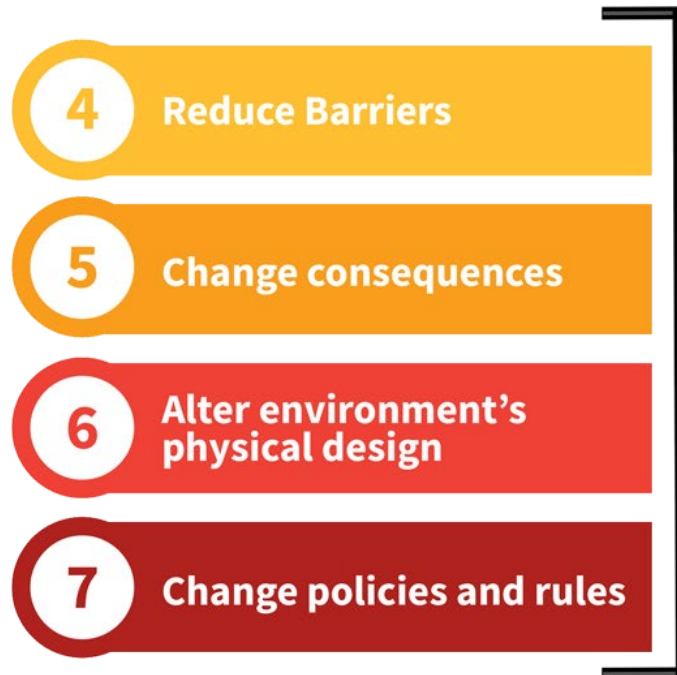 4
Reduce Barriers
5
Change consequences
6
Alter environment’s
physical design
7
Change policies and rules